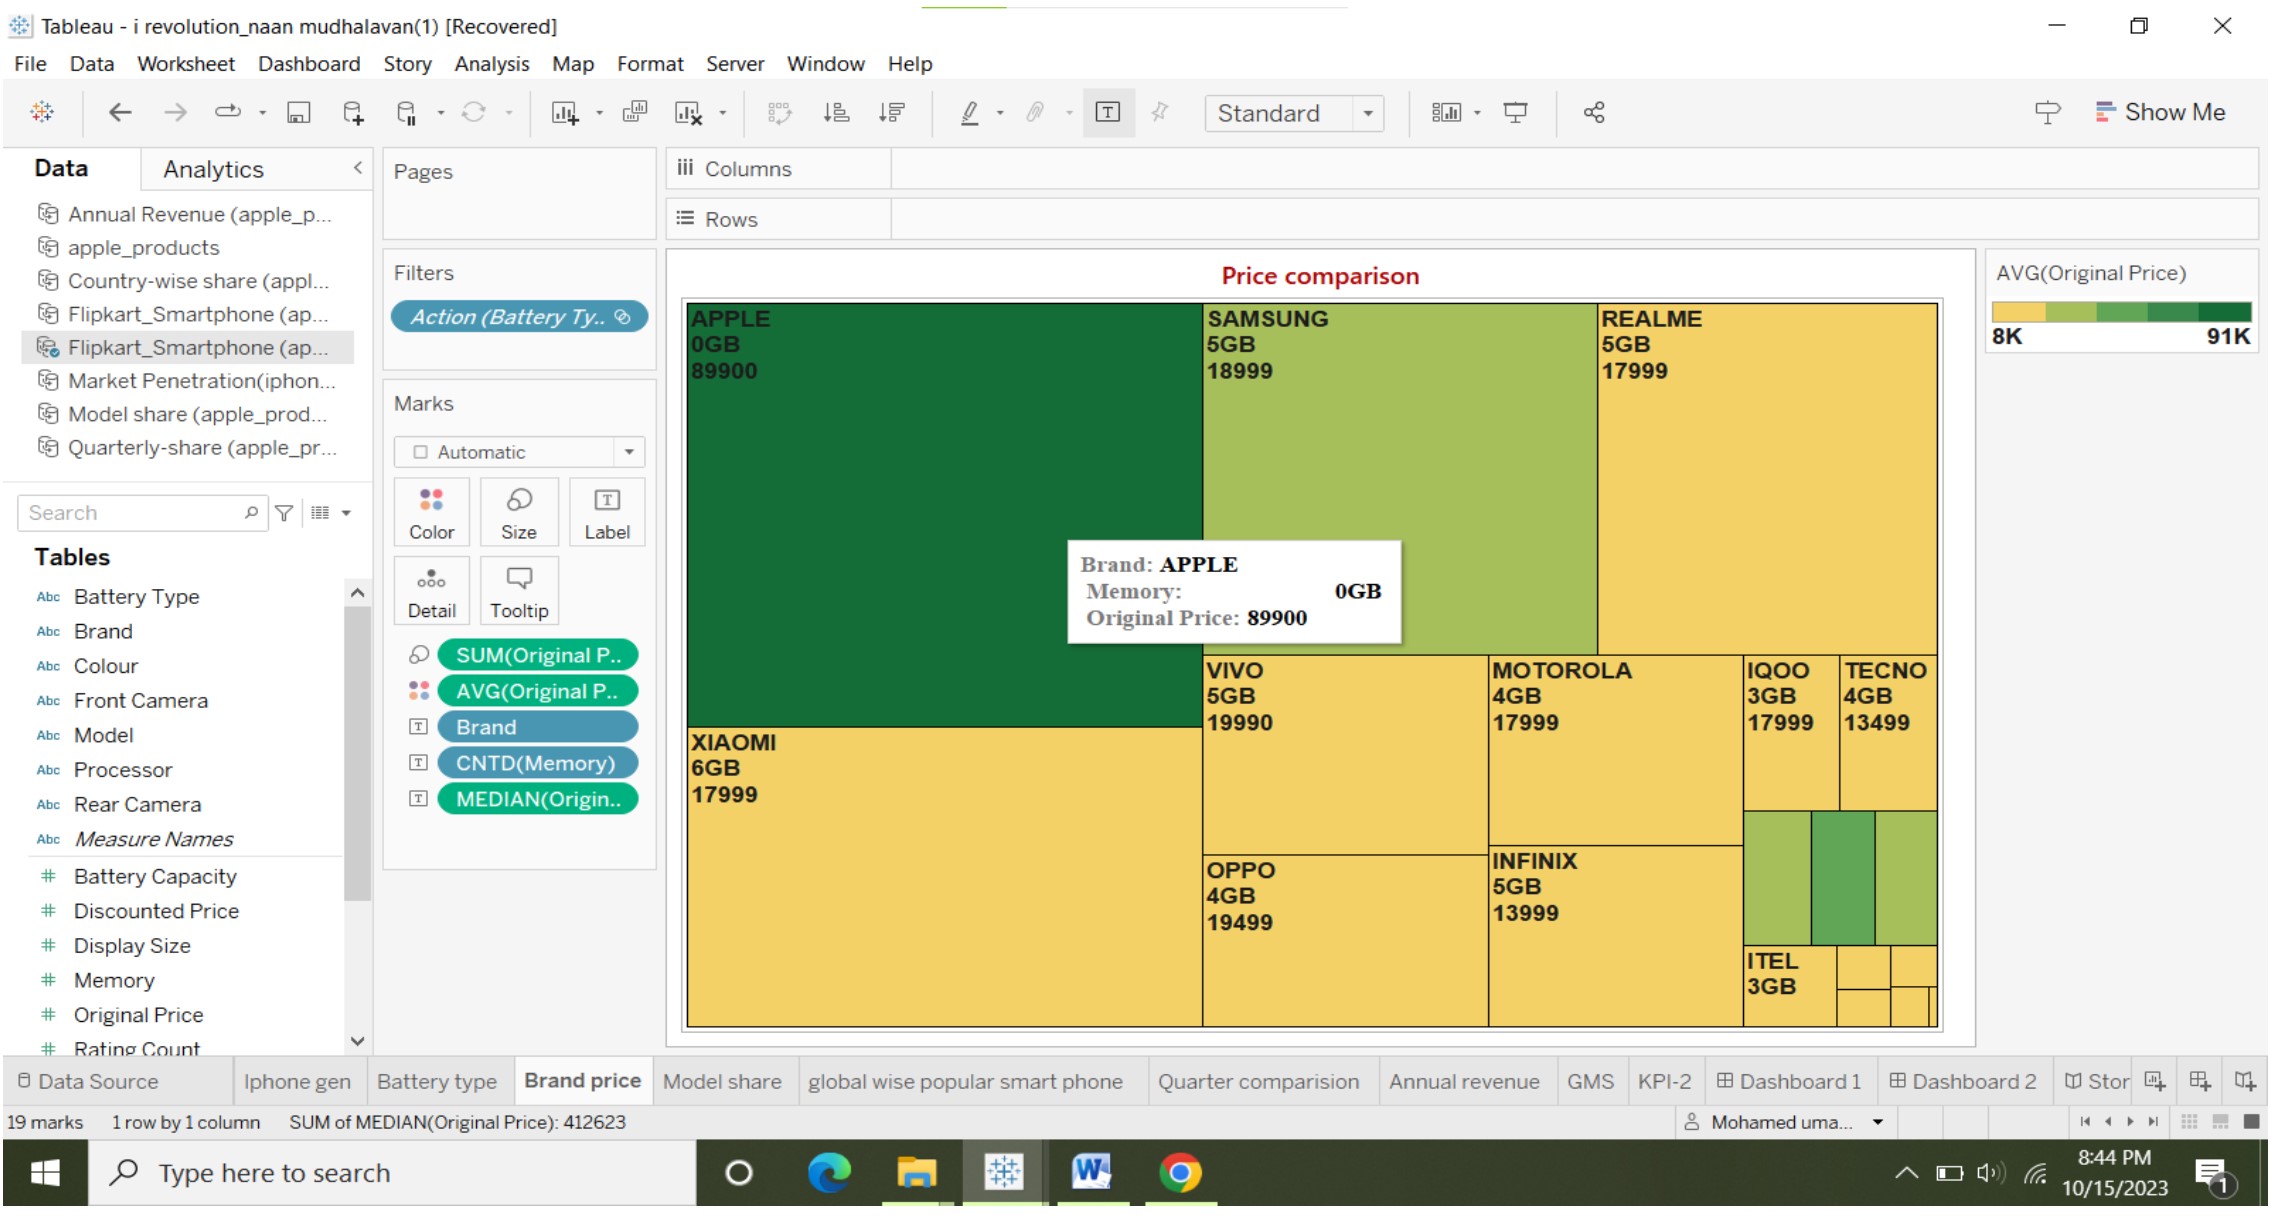 Tableau - i revolution_naan mudhalavan(1) [Recovered]
File Data Worksheet Dashboard Story Analysis Map Format Server Window Help
Standard
Show Me
Data Analytics
Annual Revenue (apple_p...
apple_products
Country-wise share (appl...
Flipkart_Smartphone (ap...
Flipkart_Smartphone (ap...
Market Penetration(iphon...
Model share (apple_prod...
Quarterly-share (apple_pr...
Search
Tables
Abc Battery Type
Abc Brand
Abc Colour
Abc Front Camera
Abc Model
Abc Processor
Abc Rear Camera
Abc Measure Names
# Battery Capacity
# Discounted Price
# Display Size
# Memory
# Original Price
# Rating Count
Pages
Filters
Action (Battery Ty..
Marks
Automatic
Color Size Label
Detail Tooltip
SUM(Original P..
AVG(Original P..
Brand
CNTD(Memory)
MEDIAN(Origin..
Columns
Rows
Price comparison
APPLE
0GB
89900
SAMSUNG
5GB
18999
REALME
5GB
17999
Brand: APPLE
Memory: 0GB
Original Price: 89900
XIAOMI
6GB
17999
VIVO
5GB
19990
MOTOROLA
4GB
17999
IQOO
3GB
17999
TECNO
4GB
13499
OPPO
4GB
19499
INFINIX
5GB
13999
ITEL
3GB
AVG(Original Price)
8K 91K
Data Source Iphone gen Battery type Brand price Model share global wise popular smart phone Quarter comparision Annual revenue GMS KPI-2 Dashboard 1 Dashboard 2 Stor
19 marks 1 row by 1 column SUM of MEDIAN(Original Price): 412623 Mohamed uma...
Type here to search
8:44 PM
10/15/2023
1